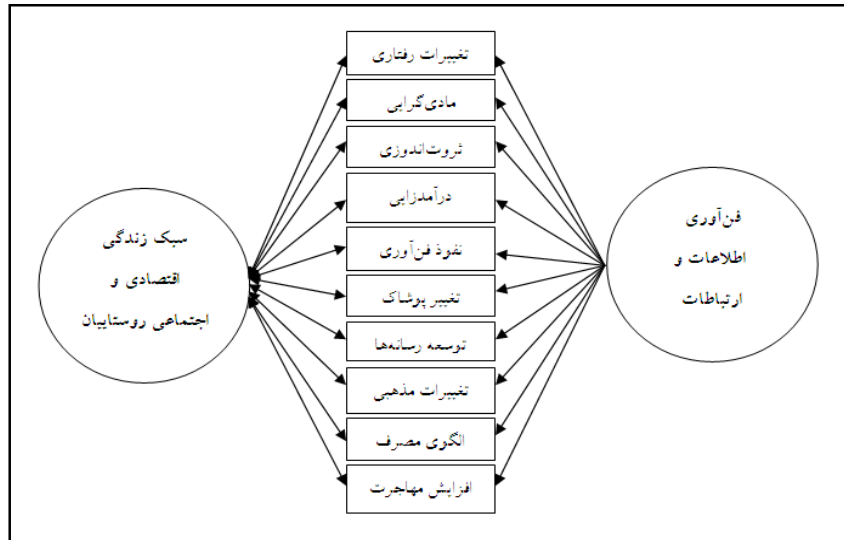 فن‌آوری
اطلاعات و
ارتباطات
تغییرات رفتاری
مادی‌گرایی
ثروت‌اندوزی
درآمدزایی
نفوذ فن‌آوری
تغییر پوشاک
توسعه رسانه‌ها
تغییرات مذهبی
الگوی مصرف
افزایش مهاجرت
سبک زندگی
اقتصادی و
اجتماعی روستاییان